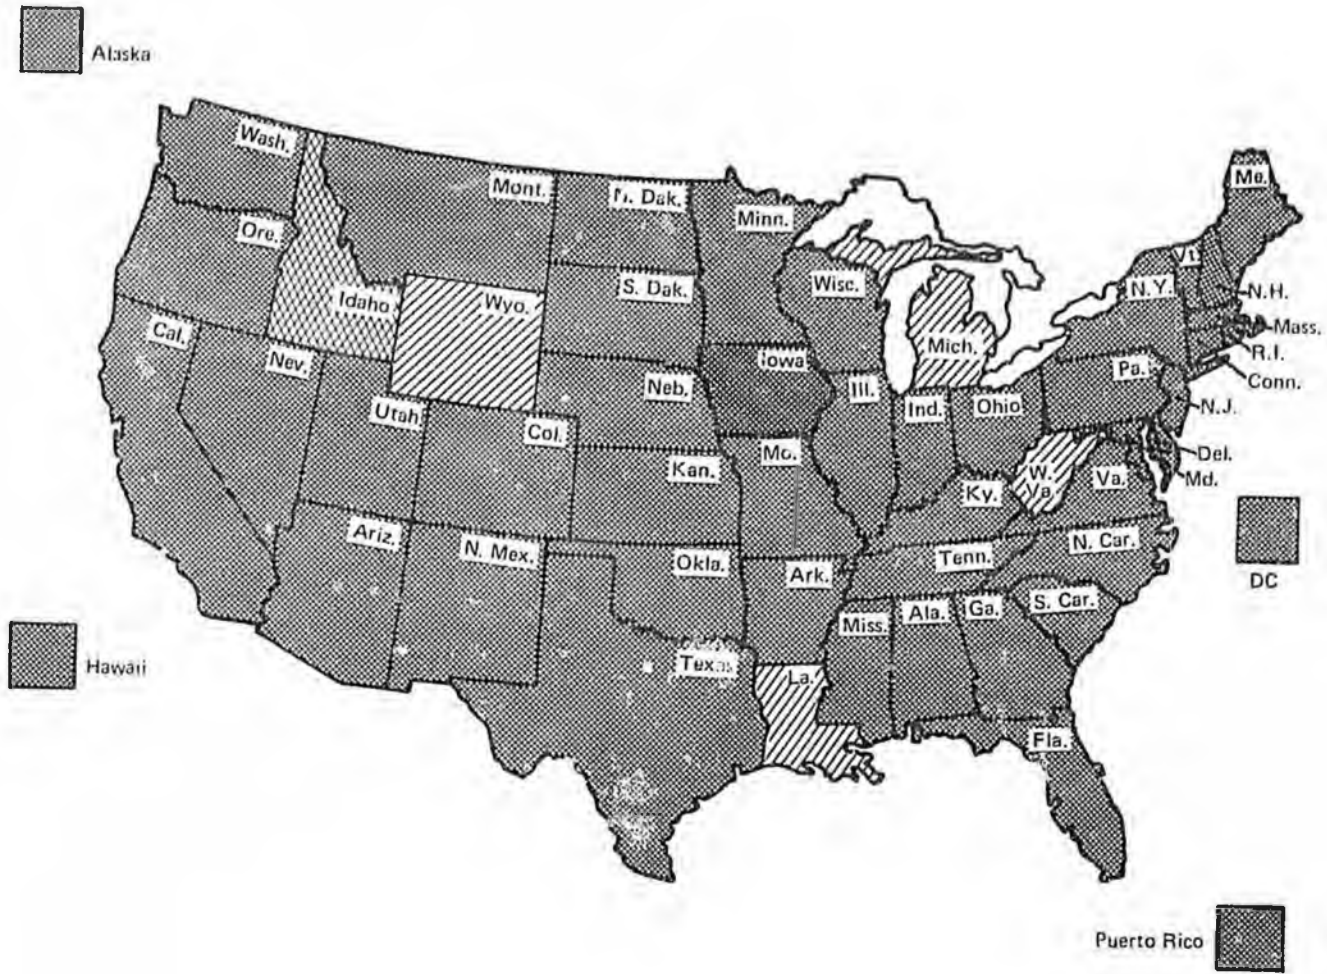 Alaska
Wash.
Mont.
N. Dak.
Minn.
Me.
Ore.
Idaho
Wyo.
S. Dak.
Wisc.
Mich.
N.Y.
Vt.
N.H.
Mass.
R.I.
Conn.
Cal.
Nev.
Utah
Col.
Neb.
Iowa
Ill.
Ind.
Ohio
Pa.
N.J.
Kan.
Mo.
Ky.
W.
Va
Va.
Del.
Md.
Ariz.
N. Mex.
Okla.
Ark.
Tenn.
N. Car.
DC
Hawaii
Texas
La.
Miss.
Ala.
Ga.
S. Car.
Fla.
Puerto Rico